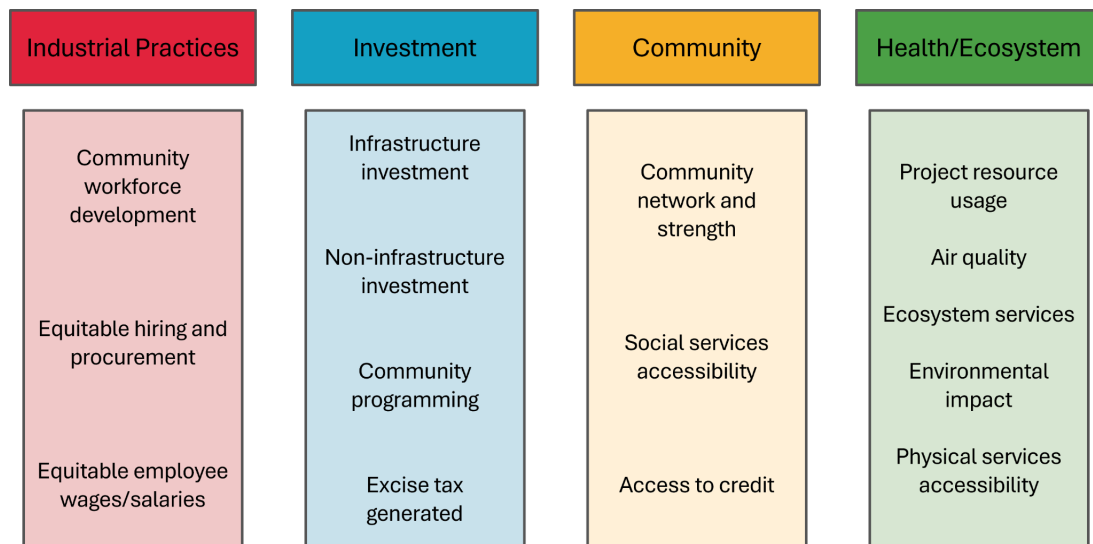 Industrial Practices
Community
workforce
development
Equitable hiring and
procurement
Equitable employee
wages/salaries
Investment
Infrastructure
investment
Non-infrastructure
investment
Community
programming
Excise tax
generated
Community
Community
network and
strength
Social services
accessibility
Access to credit
Health/Ecosystem
Project resource
usage
Air quality
Ecosystem services
Environmental
impact
Physical services
accessibility